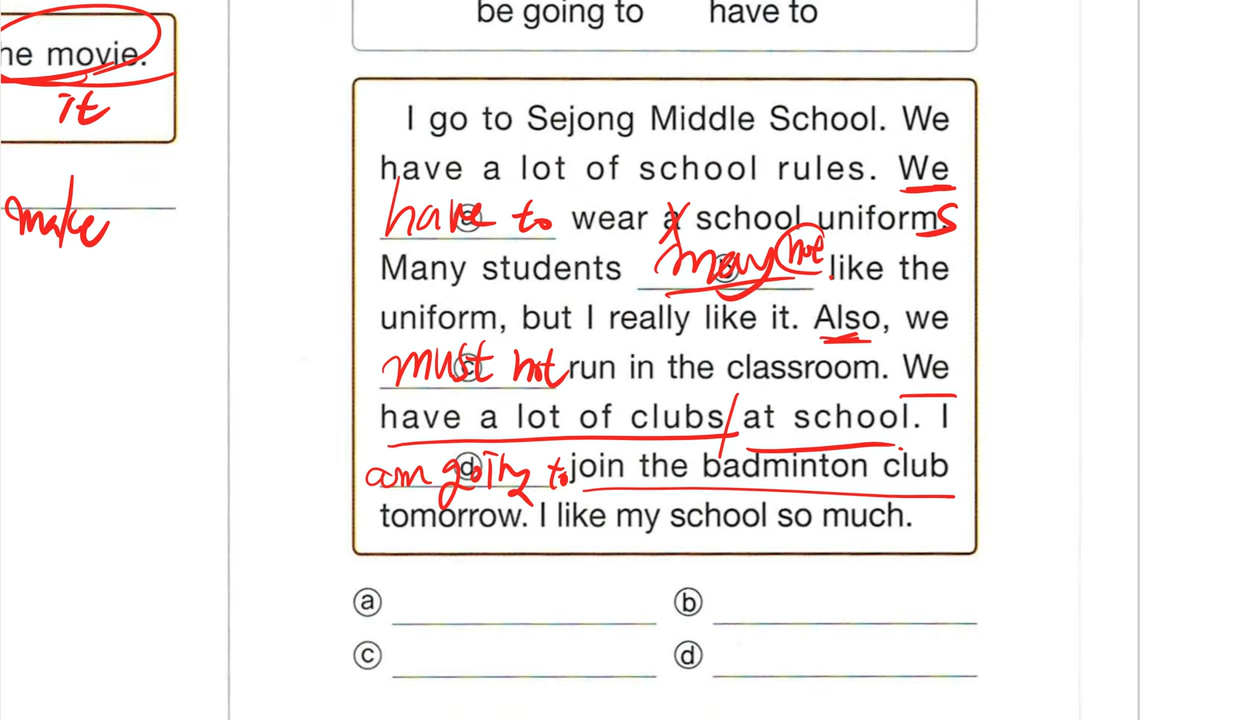 be going to have to
he movie.
it
make
I go to Sejong Middle School. We
have a lot of school rules. We
ⓐ have to wear a school uniforms
Many students ⓑ may not like the
uniform, but I really like it. Also, we
ⓒ must not run in the classroom. We
have a lot of clubs / at school. I
ⓓ am going to join the badminton club
tomorrow. I like my school so much.
ⓐ ⓑ
ⓒ ⓓ